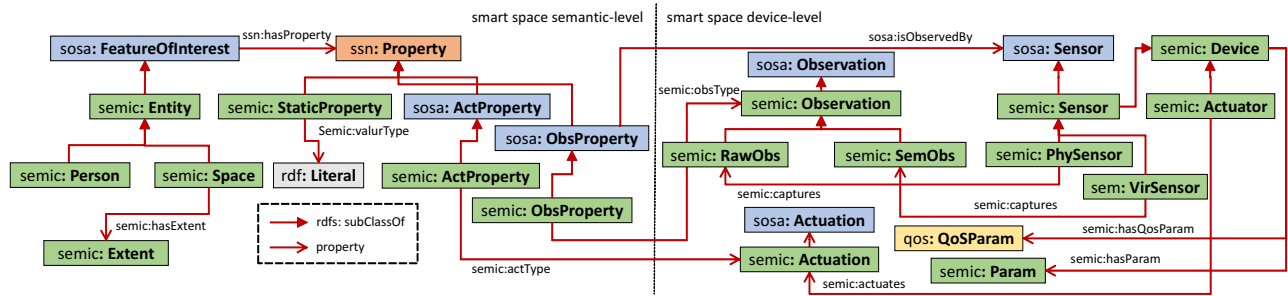 smart space semantic-level
smart space device-level
ssn:hasProperty
sosa: FeatureOfInterest
ssn: Property
sosa:isObservedBy
sosa: Sensor
semic: Device
sosa: Observation
semic:obsType
semic: Entity
semic: StaticProperty
sosa: ActProperty
semic: Observation
semic: Sensor
semic: Actuator
Semic:valurType
sosa: ObsProperty
semic: RawObs
semic: SemObs
semic: PhySensor
semic: Person
semic: Space
rdf: Literal
semic: ActProperty
sem: VirSensor
semic:captures
semic:captures
semic: ObsProperty
semic:hasExtent
rdfs: subClassOf
sosa: Actuation
qos: QoSParam
semic:hasQosParam
property
semic: Extent
semic:actType
semic: Actuation
semic: Param
semic:hasParam
semic:actuates